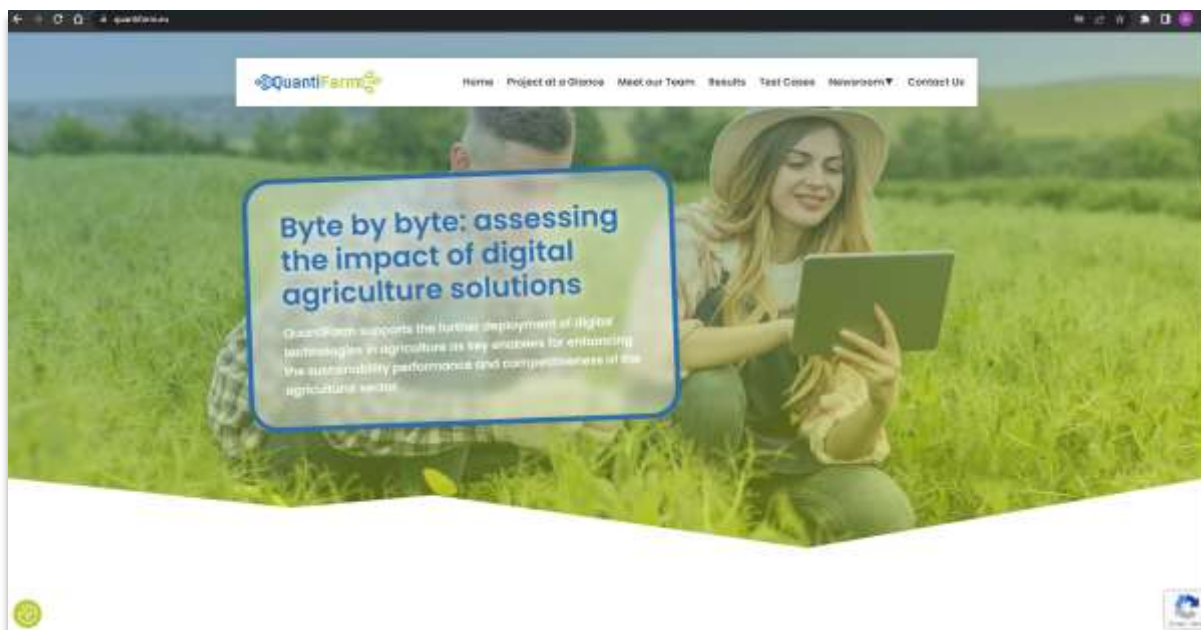 quantifarm.eu
QuantiFarm
Home Project at a Glance Meet our Team Results Test Cases Newsroom▼ Contact Us
Byte by byte: assessing
the impact of digital
agriculture solutions
QuantiFarm supports the further deployment of digital
technologies in agriculture as key enablers for enhancing
the sustainability performance and competitiveness of the
agricultural sector.